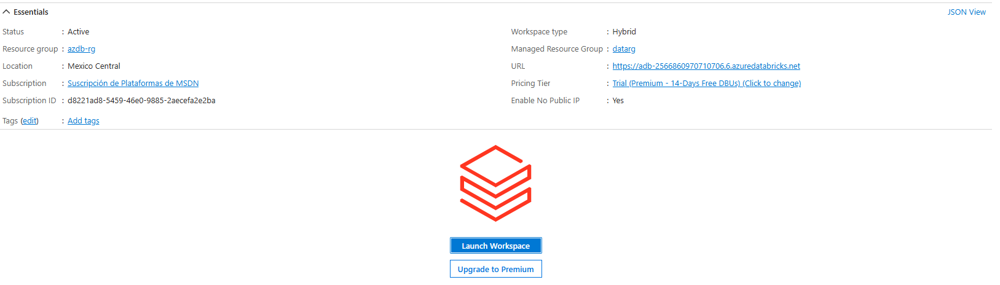 Essentials
JSON View
Status : Active
Workspace type : Hybrid
Resource group : azdb-rg
Managed Resource Group : datarg
Location : Mexico Central
URL : https://adb-2566860970710706.6.azuredatabricks.net
Subscription : Suscripción de Plataformas de MSDN
Pricing Tier : Trial (Premium - 14-Days Free DBUs) (Click to change)
Subscription ID : d8221ad8-5459-46e0-9885-2aecefa2e2ba
Enable No Public IP : Yes
Tags (edit) : Add tags
Launch Workspace
Upgrade to Premium